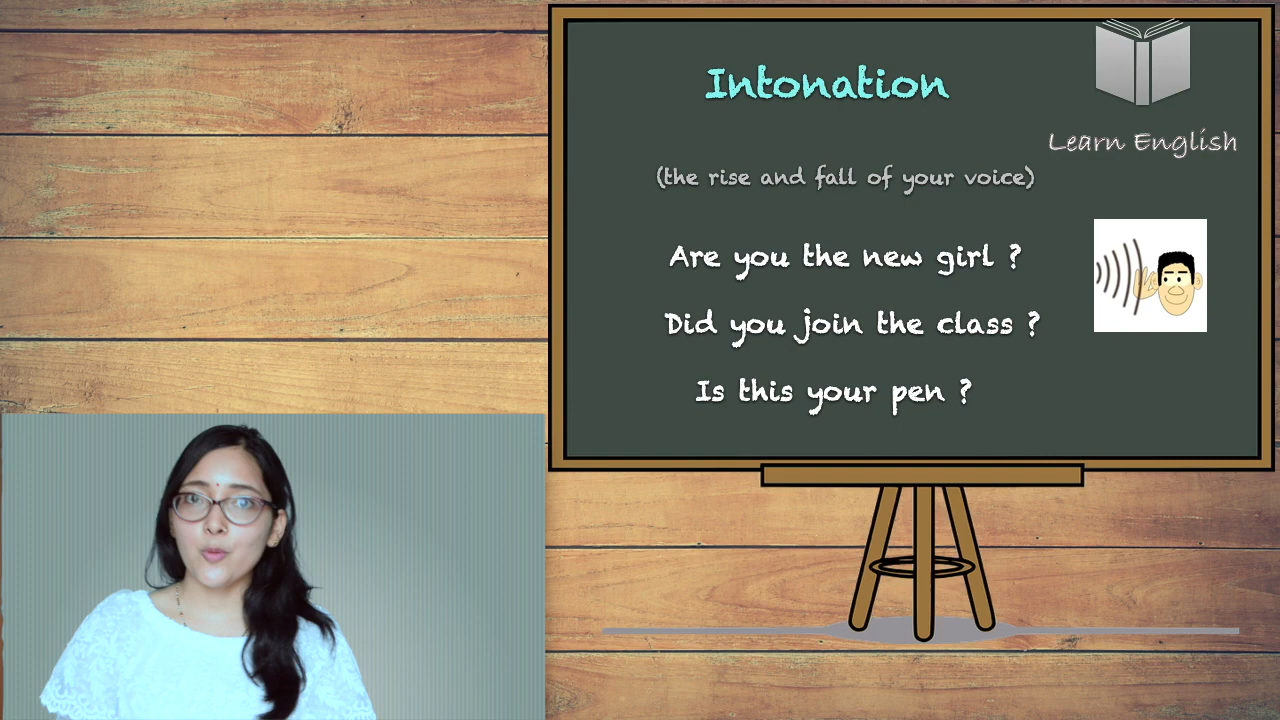 Intonation
Learn English
(the rise and fall of your voice)
Are you the new girl ?
Did you join the class ?
Is this your pen ?